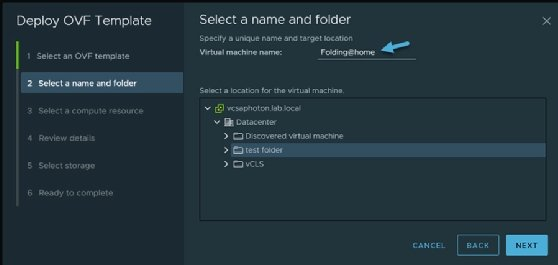 Deploy OVF Template
1 Select an OVF template
2 Select a name and folder
3 Select a compute resource
4 Review details
5 Select storage
6 Ready to complete
Select a name and folder
Specify a unique name and target location
Virtual machine name: Folding@home
Select a location for the virtual machine.
vcsaphoton.lab.local
Datacenter
Discovered virtual machine
test folder
vCLS
CANCEL BACK NEXT